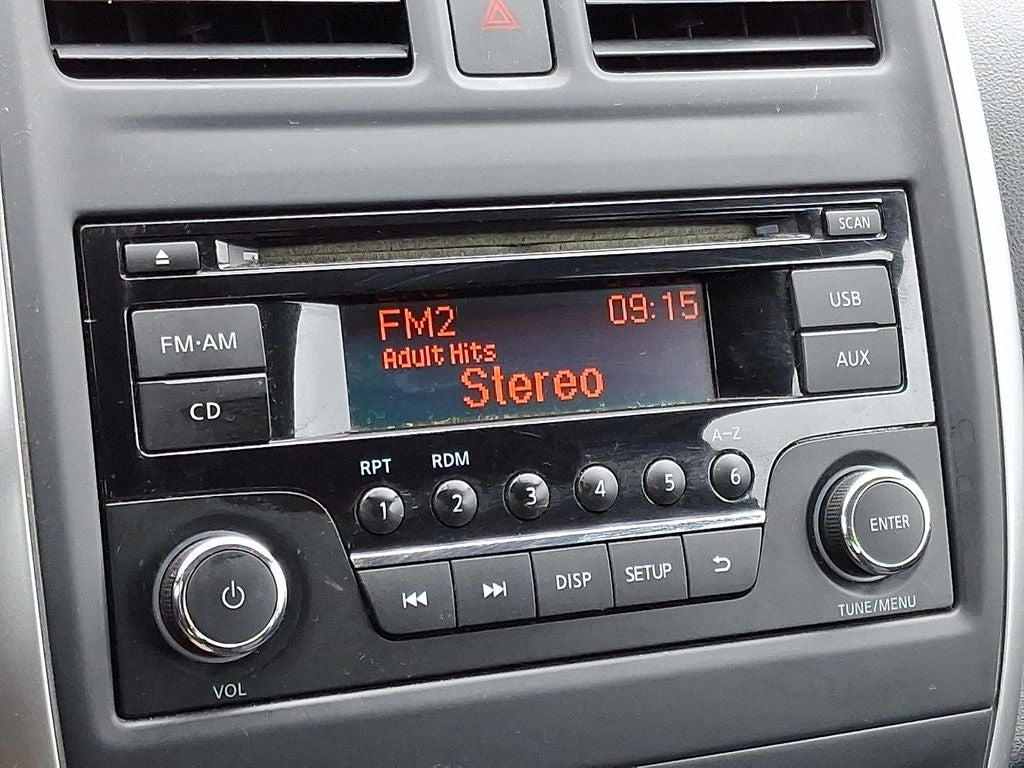 SCAN
FM2 09:15
Adult Hits
Stereo
FM·AM
CD
USB
AUX
RPT RDM A–Z
1 2 3 4 5 6
DISP SETUP
ENTER
TUNE/MENU
VOL